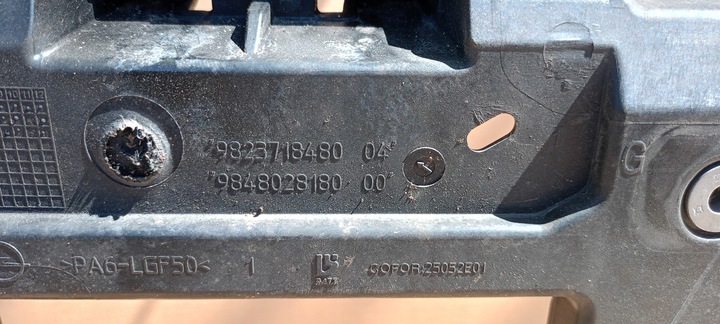 "9823718480 04"
"9848028180 00"
G
>PA6-LGF50< 1 GOFOR:25052E01